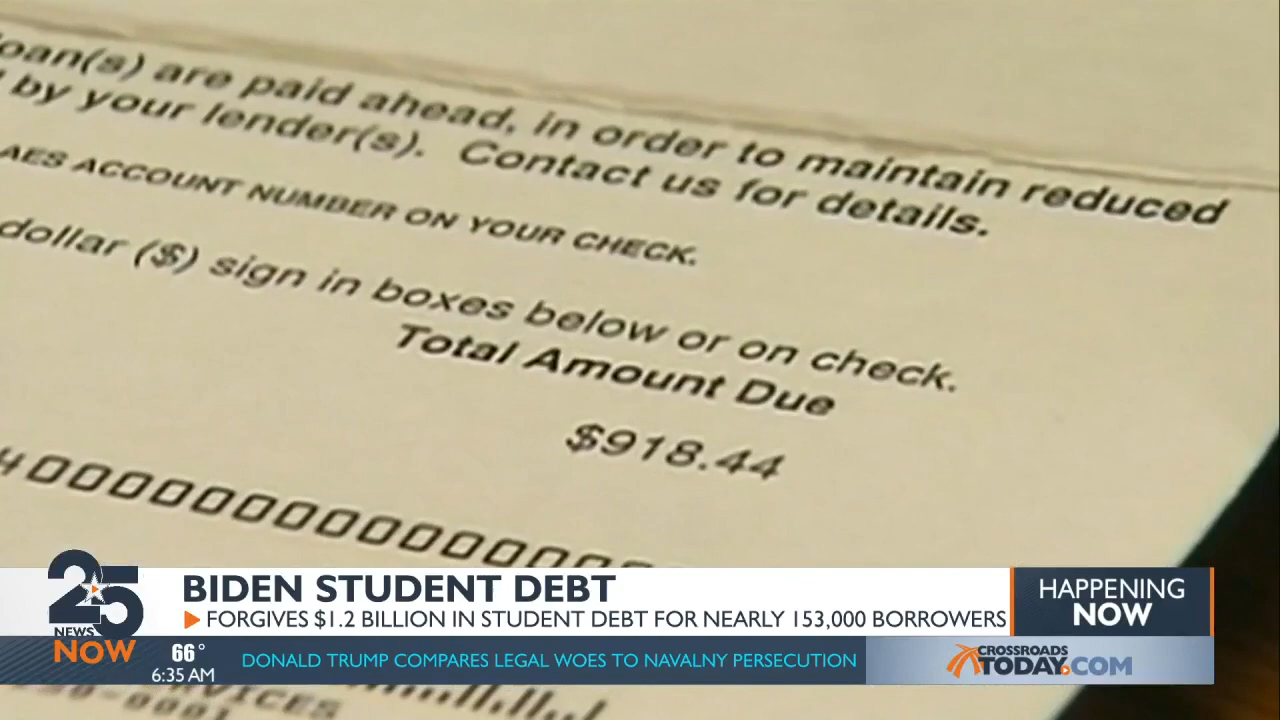 loan(s) are paid ahead, in order to maintain reduced
by your lender(s). Contact us for details.
AES ACCOUNT NUMBER ON YOUR CHECK.
dollar ($) sign in boxes below or on check.
Total Amount Due
$918.44
BIDEN STUDENT DEBT
FORGIVES $1.2 BILLION IN STUDENT DEBT FOR NEARLY 153,000 BORROWERS
HAPPENING
NOW
25
NEWS
NOW
66°
6:35 AM
DONALD TRUMP COMPARES LEGAL WOES TO NAVALNY PERSECUTION
CROSSROADS
TODAY.COM